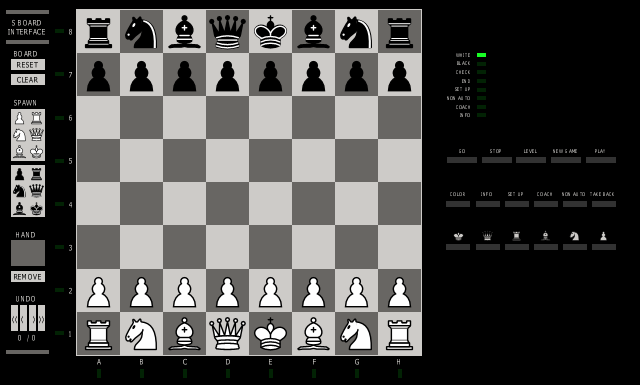 S BOARD
INTERFACE
BOARD
RESET
CLEAR
SPAWN
HAND
REMOVE
UNDO
0 / 0
8
7
6
5
4
3
2
1
A B C D E F G H
WHITE
BLACK
CHECK
END
SET UP
NON AUTO
COACH
INFO
GO STOP LEVEL NEW GAME PLAY
COLOR INFO SET UP COACH NON AUTO TAKE BACK